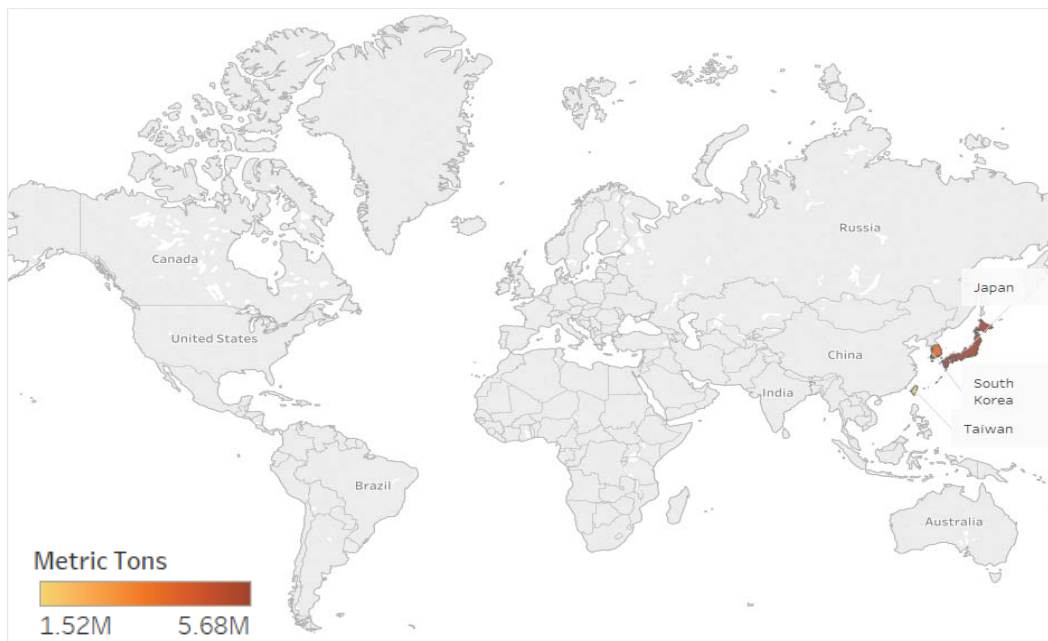 Russia
Canada
Japan
United States
China
South
Korea
India
Taiwan
Brazil
Australia
Metric Tons
1.52M 5.68M